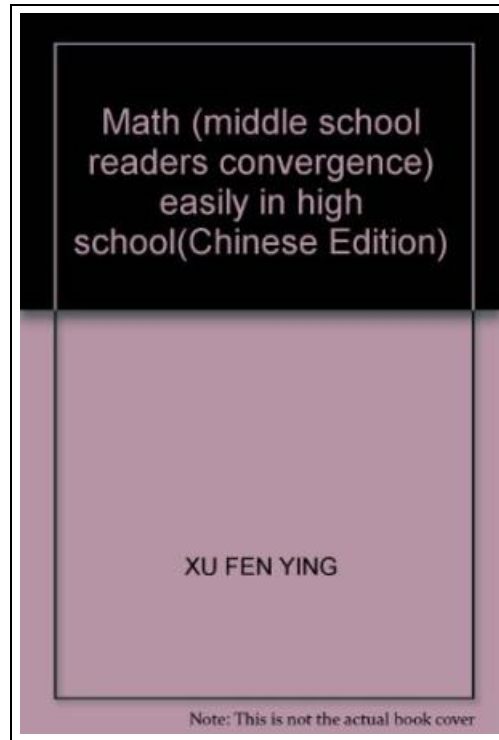 Math (middle school
readers convergence)
easily in high
school(Chinese Edition)
XU FEN YING
Note: This is not the actual book cover